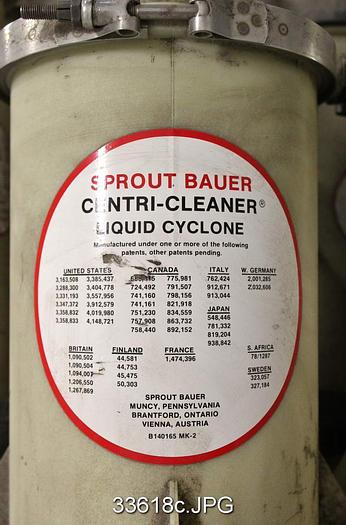 SPROUT BAUER
CENTRI-CLEANER®
LIQUID CYCLONE
Manufactured under one or more of the following
patents, other patents pending.
UNITED STATES CANADA ITALY W. GERMANY
3,163,508 3,385,437 775,981 762,424 2,001,285
3,288,300 3,404,778 724,492 791,507 912,671 2,032,606
3,331,193 3,557,956 741,160 798,156 913,044
3,347,372 3,912,579 741,161 821,918
3,358,832 4,019,980 751,230 834,559 JAPAN
3,358,833 4,148,721 757,908 863,732 548,446
758,440 892,152 781,332
819,204
938,842
BRITAIN FINLAND FRANCE S. AFRICA
1,090,502 44,581 1,474,396 78/1287
1,090,504 44,753
1,094,007 45,475 SWEDEN
1,206,550 50,303 323,057
1,267,869 327,184
SPROUT BAUER
MUNCY, PENNSYLVANIA
BRANTFORD, ONTARIO
VIENNA, AUSTRIA
B140165 MK-2
33618c.JPG